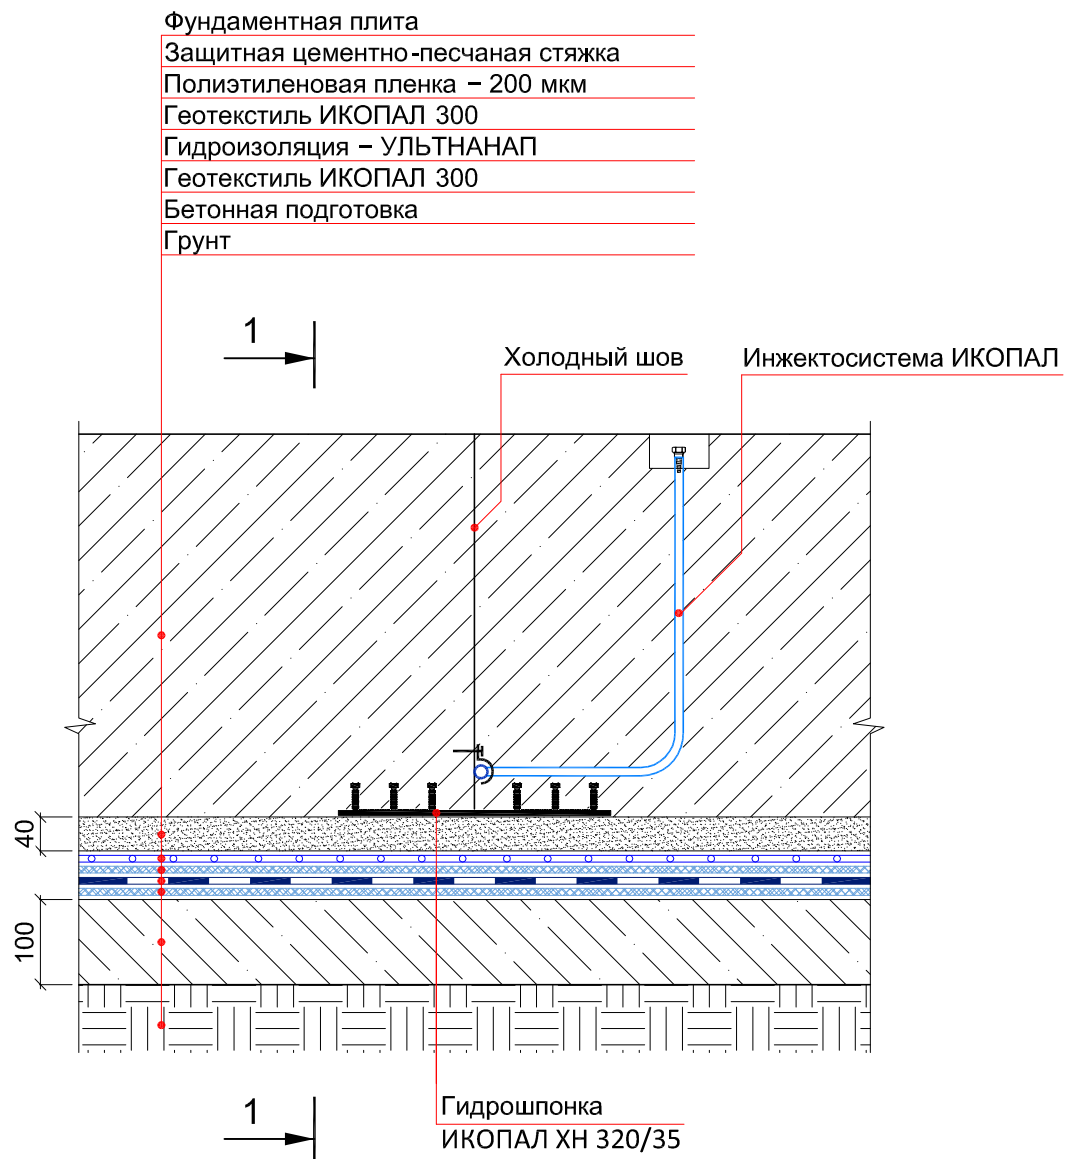 Фундаментная плита
Защитная цементно-песчаная стяжка
Полиэтиленовая пленка – 200 мкм
Геотекстиль ИКОПАЛ 300
Гидроизоляция – УЛЬТНАНАП
Геотекстиль ИКОПАЛ 300
Бетонная подготовка
Грунт
1
Холодный шов
Инжектосистема ИКОПАЛ
40
100
1
Гидрошпонка
ИКОПАЛ ХН 320/35